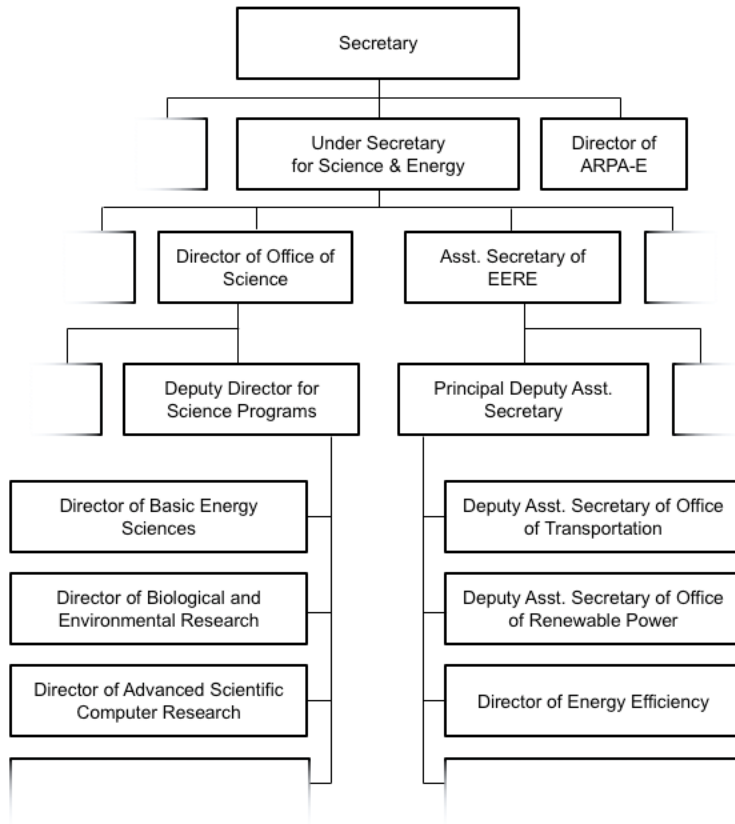 Secretary
Under Secretary
for Science & Energy
Director of
ARPA-E
Director of Office of
Science
Asst. Secretary of
EERE
Deputy Director for
Science Programs
Principal Deputy Asst.
Secretary
Director of Basic Energy
Sciences
Deputy Asst. Secretary of Office
of Transportation
Director of Biological and
Environmental Research
Deputy Asst. Secretary of Office
of Renewable Power
Director of Advanced Scientific
Computer Research
Director of Energy Efficiency